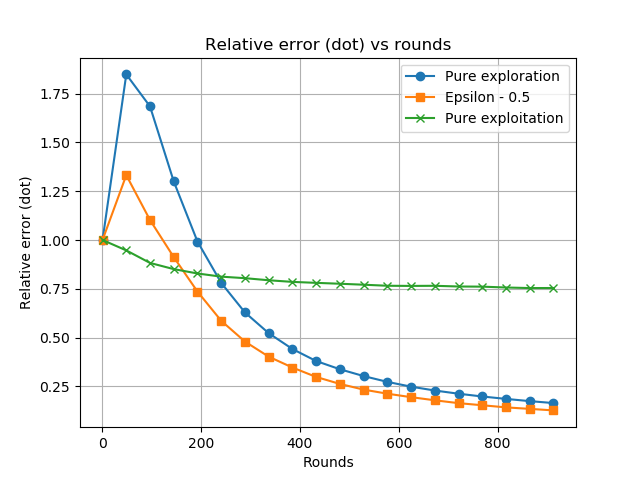 Relative error (dot) vs rounds
Pure exploration
Epsilon - 0.5
Pure exploitation
Relative error (dot)
1.75
1.50
1.25
1.00
0.75
0.50
0.25
0 200 400 600 800
Rounds